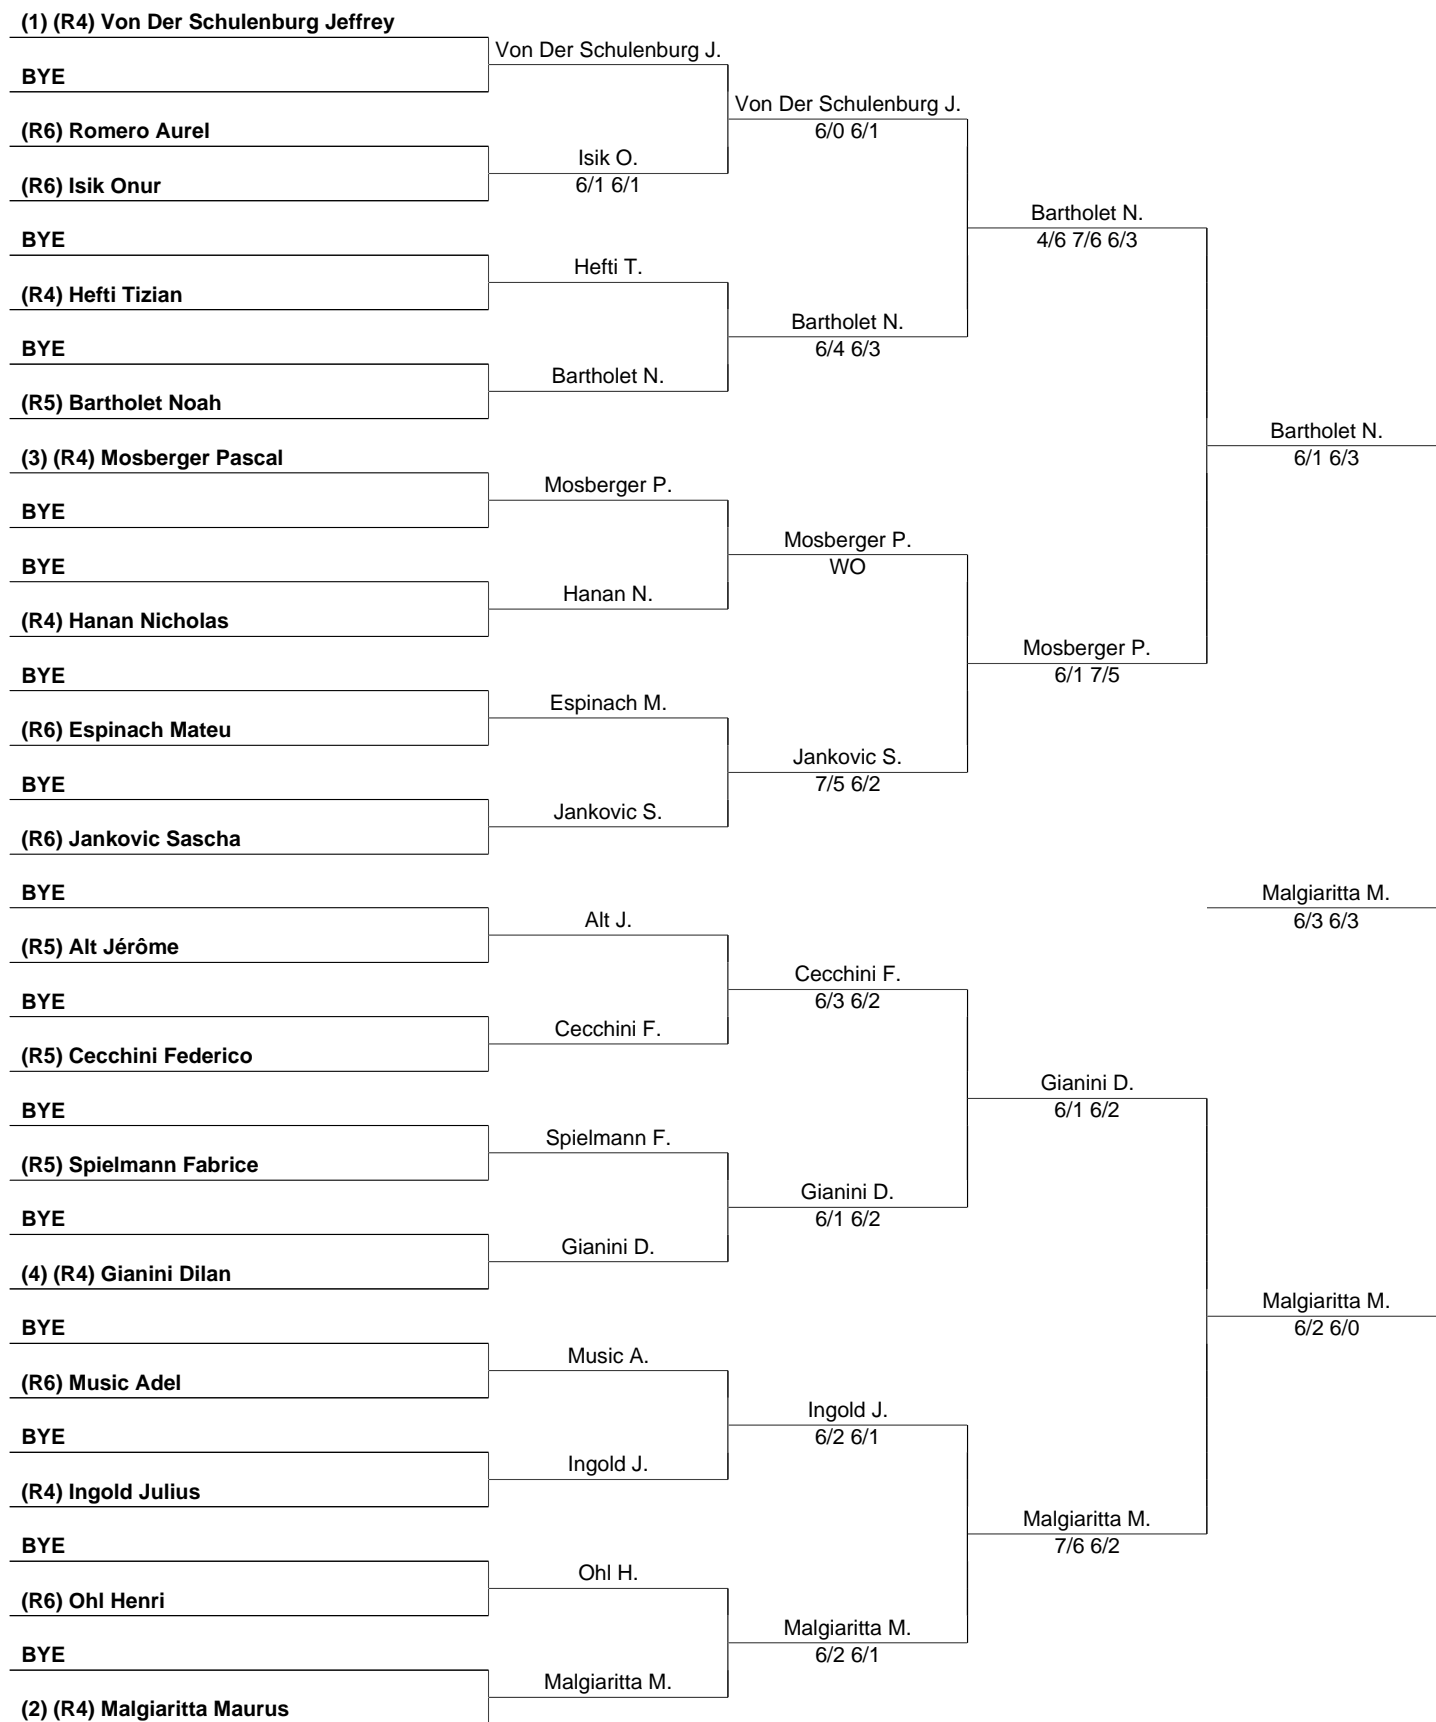 (1) (R4) Von Der Schulenburg Jeffrey
Von Der Schulenburg J.
BYE
Von Der Schulenburg J.
6/0 6/1
(R6) Romero Aurel
Isik O.
6/1 6/1
(R6) Isik Onur
Bartholet N.
4/6 7/6 6/3
BYE
Hefti T.
(R4) Hefti Tizian
Bartholet N.
6/4 6/3
BYE
Bartholet N.
(R5) Bartholet Noah
Bartholet N.
6/1 6/3
(3) (R4) Mosberger Pascal
Mosberger P.
BYE
Mosberger P.
WO
BYE
Hanan N.
(R4) Hanan Nicholas
Mosberger P.
6/1 7/5
BYE
Espinach M.
(R6) Espinach Mateu
Jankovic S.
7/5 6/2
BYE
Jankovic S.
(R6) Jankovic Sascha
BYE
Malgiaritta M.
6/3 6/3
Alt J.
(R5) Alt Jérôme
Cecchini F.
6/3 6/2
BYE
Cecchini F.
(R5) Cecchini Federico
Gianini D.
6/1 6/2
BYE
Spielmann F.
(R5) Spielmann Fabrice
Gianini D.
6/1 6/2
BYE
Gianini D.
(4) (R4) Gianini Dilan
Malgiaritta M.
6/2 6/0
BYE
Music A.
(R6) Music Adel
Ingold J.
6/2 6/1
BYE
Ingold J.
(R4) Ingold Julius
Malgiaritta M.
7/6 6/2
BYE
Ohl H.
(R6) Ohl Henri
Malgiaritta M.
6/2 6/1
BYE
Malgiaritta M.
(2) (R4) Malgiaritta Maurus